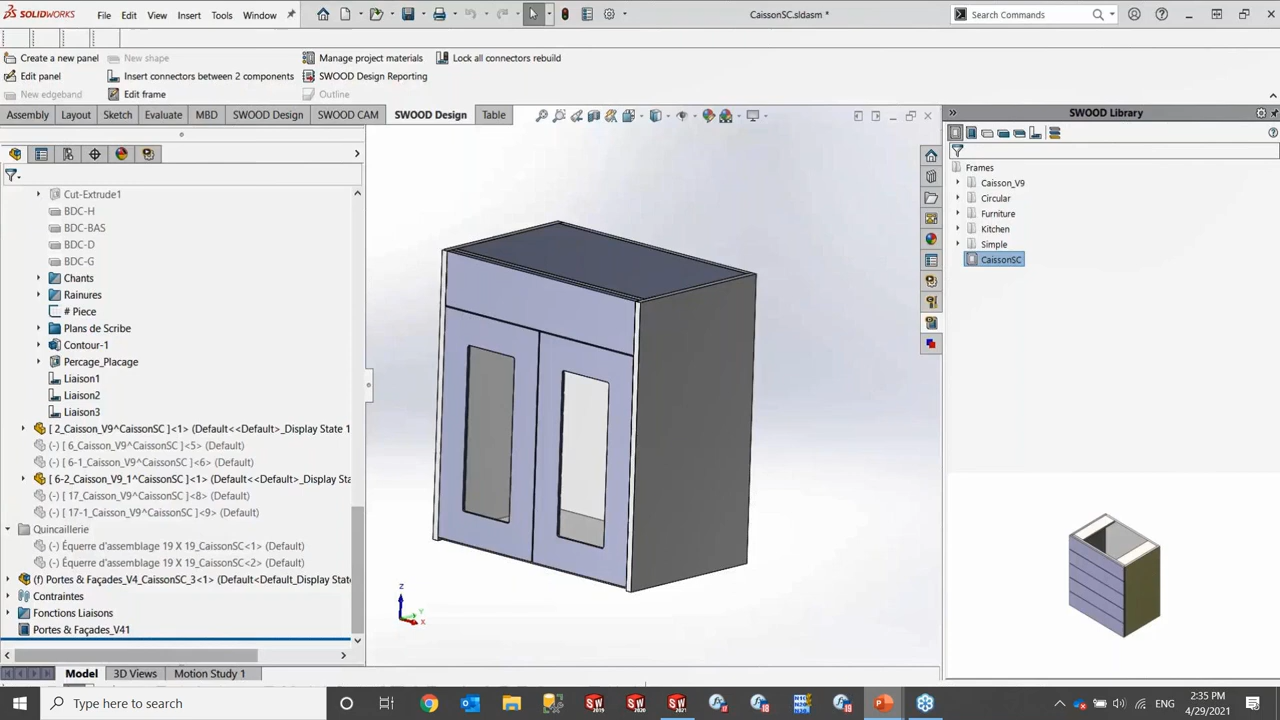 SOLIDWORKS File Edit View Insert Tools Window CaissonSC.sldasm * Search Commands
Create a new panel New shape Manage project materials Lock all connectors rebuild
Edit panel Insert connectors between 2 components SWOOD Design Reporting
New edgeband Edit frame Outline
Assembly Layout Sketch Evaluate MBD SWOOD Design SWOOD CAM SWOOD Design Table
Cut-Extrude1
BDC-H
BDC-BAS
BDC-D
BDC-G
Chants
Rainures
# Piece
Plans de Scribe
Contour-1
Percage_Placage
Liaison1
Liaison2
Liaison3
[ 2_Caisson_V9^CaissonSC ]<1> (Default<<Default>_Display State 1
(-) [ 6_Caisson_V9^CaissonSC ]<5> (Default)
(-) [ 6-1_Caisson_V9^CaissonSC ]<6> (Default)
[ 6-2_Caisson_V9_1^CaissonSC ]<1> (Default<<Default>_Display Sta
(-) [ 17_Caisson_V9^CaissonSC ]<8> (Default)
(-) [ 17-1_Caisson_V9^CaissonSC ]<9> (Default)
Quincaillerie
(-) Équerre d'assemblage 19 X 19_CaissonSC<1> (Default)
(-) Équerre d'assemblage 19 X 19_CaissonSC<2> (Default)
(f) Portes & Façades_V4_CaissonSC_3<1> (Default<Default_Display State
Contraintes
Fonctions Liaisons
Portes & Façades_V41
Z
Y
X
SWOOD Library
Frames
Caisson_V9
Circular
Furniture
Kitchen
Simple
CaissonSC
Model 3D Views Motion Study 1
Type here to search 2019 2020 2021 ENG 2:35 PM
4/29/2021